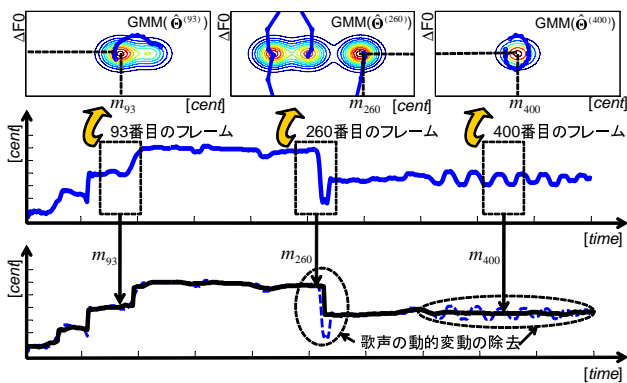 GMM(Θ̂⁽⁹³⁾)
GMM(Θ̂⁽²⁶⁰⁾)
GMM(Θ̂⁽⁴⁰⁰⁾)
ΔF0
ΔF0
ΔF0
m₉₃
[cent]
m₂₆₀
[cent]
m₄₀₀
[cent]
93番目のフレーム
260番目のフレーム
400番目のフレーム
[cent]
[time]
m₉₃
m₂₆₀
m₄₀₀
[cent]
歌声の動的変動の除去
[time]